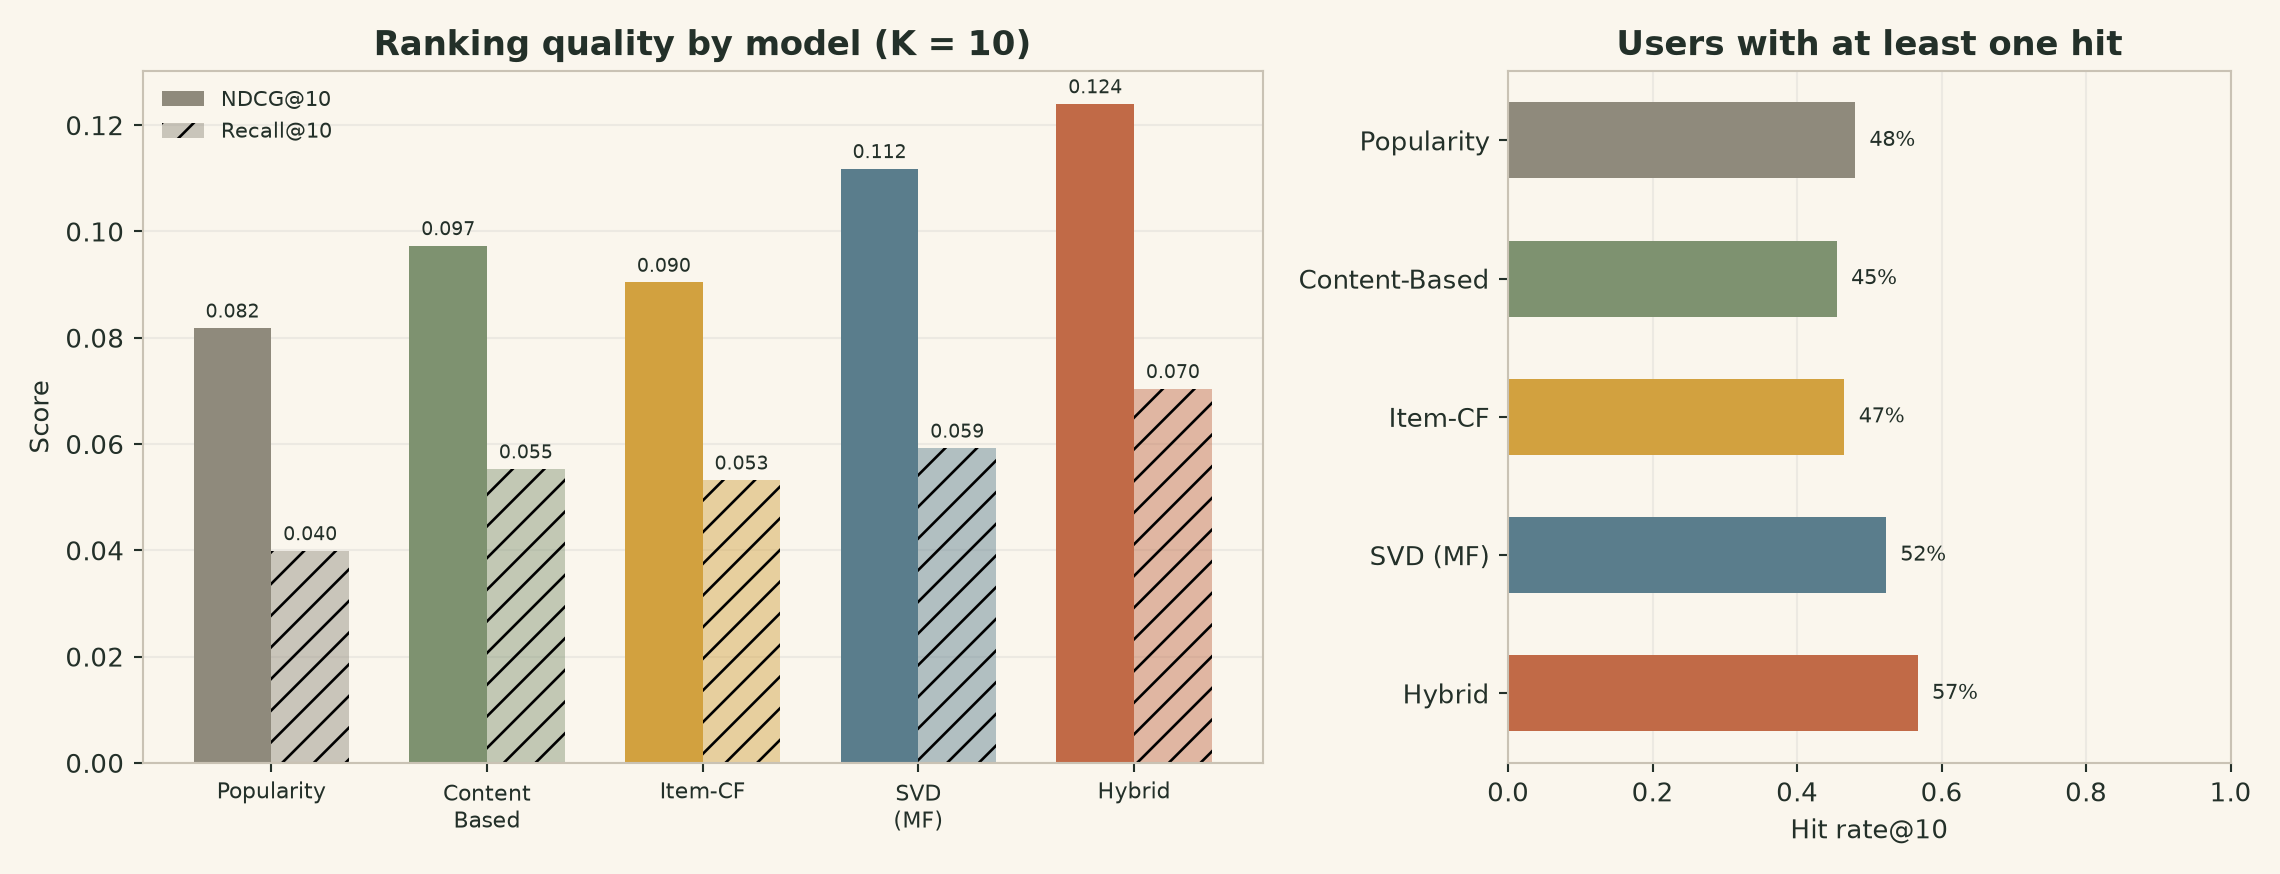 Ranking quality by model (K = 10)
NDCG@10
Recall@10
Score
0.12
0.10
0.08
0.06
0.04
0.02
0.00
0.082
0.040
0.097
0.055
0.090
0.053
0.112
0.059
0.124
0.070
Popularity
Content
Based
Item-CF
SVD
(MF)
Hybrid
Users with at least one hit
Popularity
48%
Content-Based
45%
Item-CF
47%
SVD (MF)
52%
Hybrid
57%
0.0
0.2
0.4
0.6
0.8
1.0
Hit rate@10